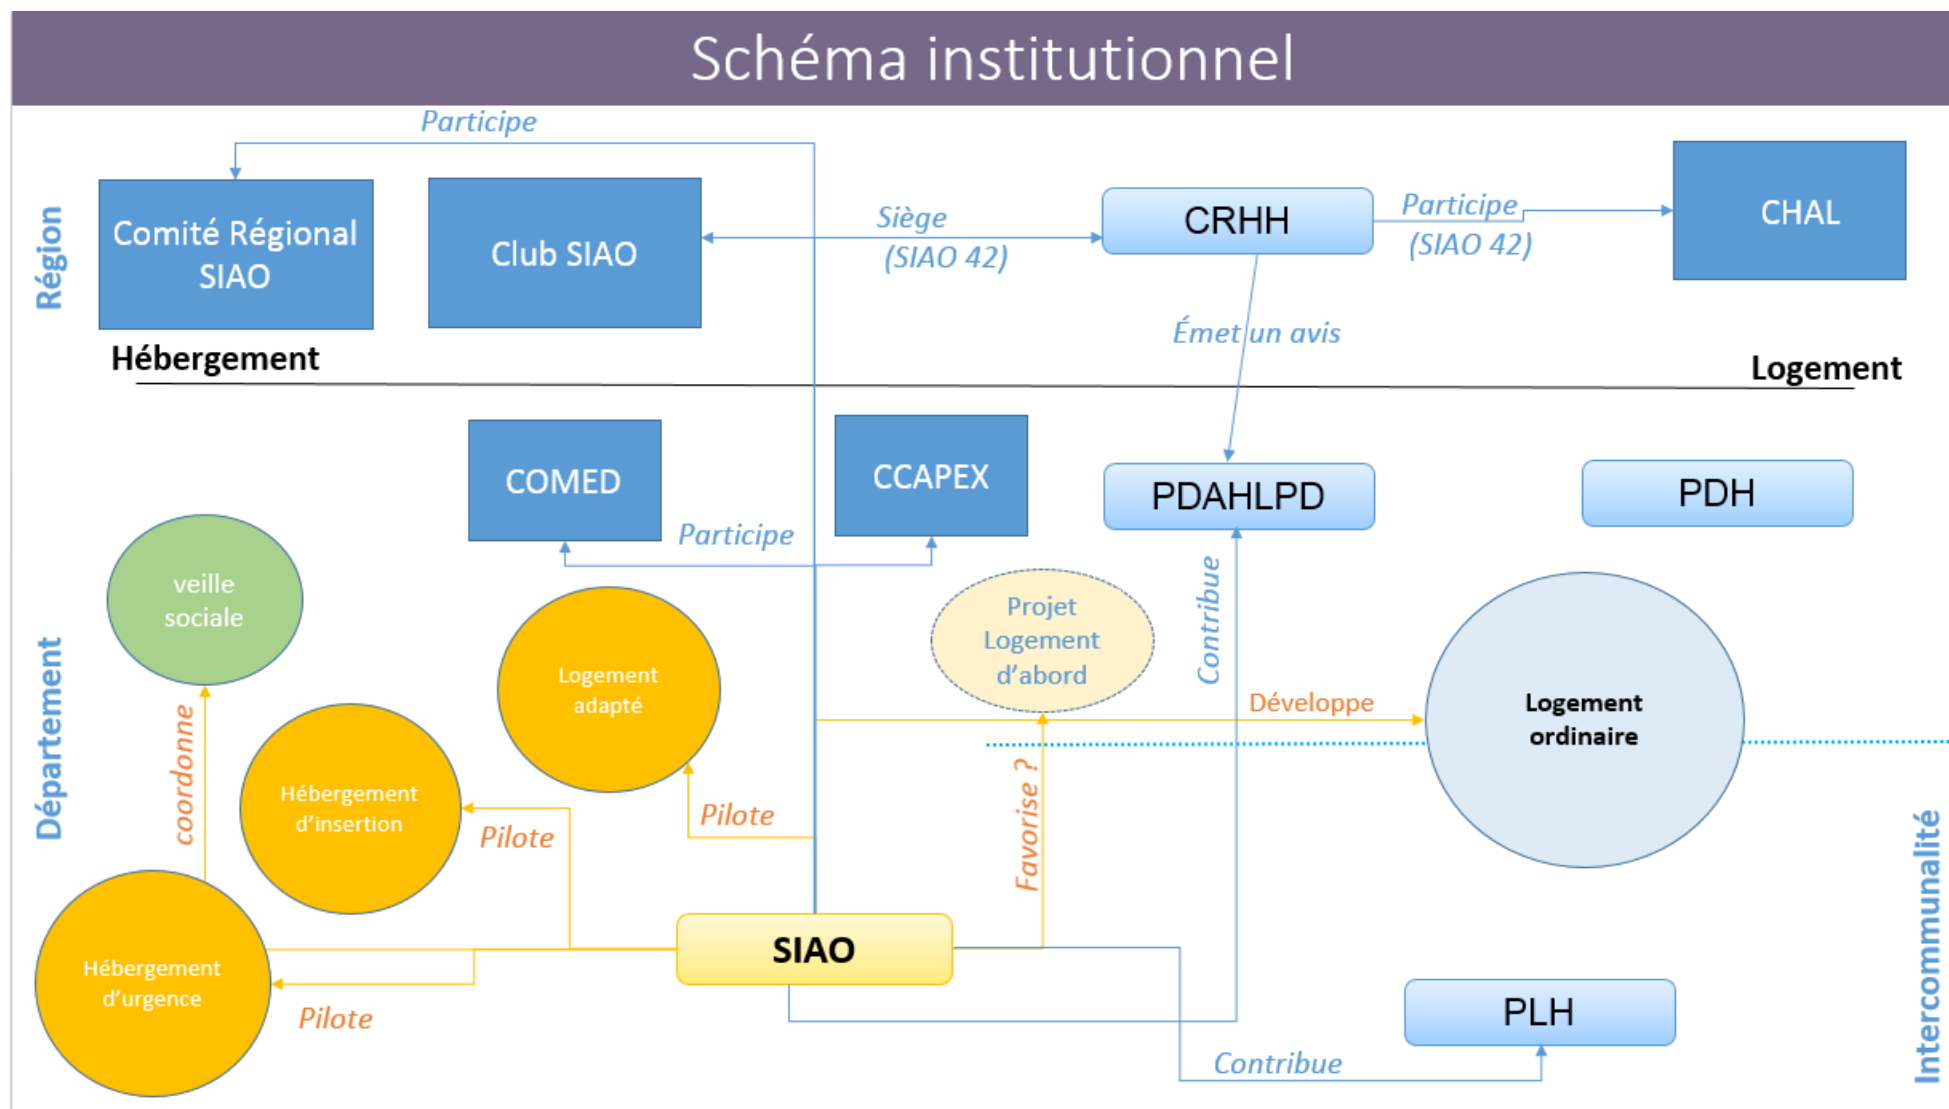 Schéma institutionnel
Participe
Région
Comité Régional
SIAO
Club SIAO
Siège
(SIAO 42)
CRHH
Participe
(SIAO 42)
CHAL
Émet un avis
Hébergement
Logement
COMED
CCAPEX
Participe
PDAHLPD
PDH
Département
veille
sociale
Logement
adapté
Projet
Logement
d’abord
Contribue
Développe
Logement
ordinaire
coordonne
Hébergement
d’insertion
Pilote
Pilote
Favorise ?
Intercommunalité
SIAO
Hébergement
d’urgence
Pilote
PLH
Contribue